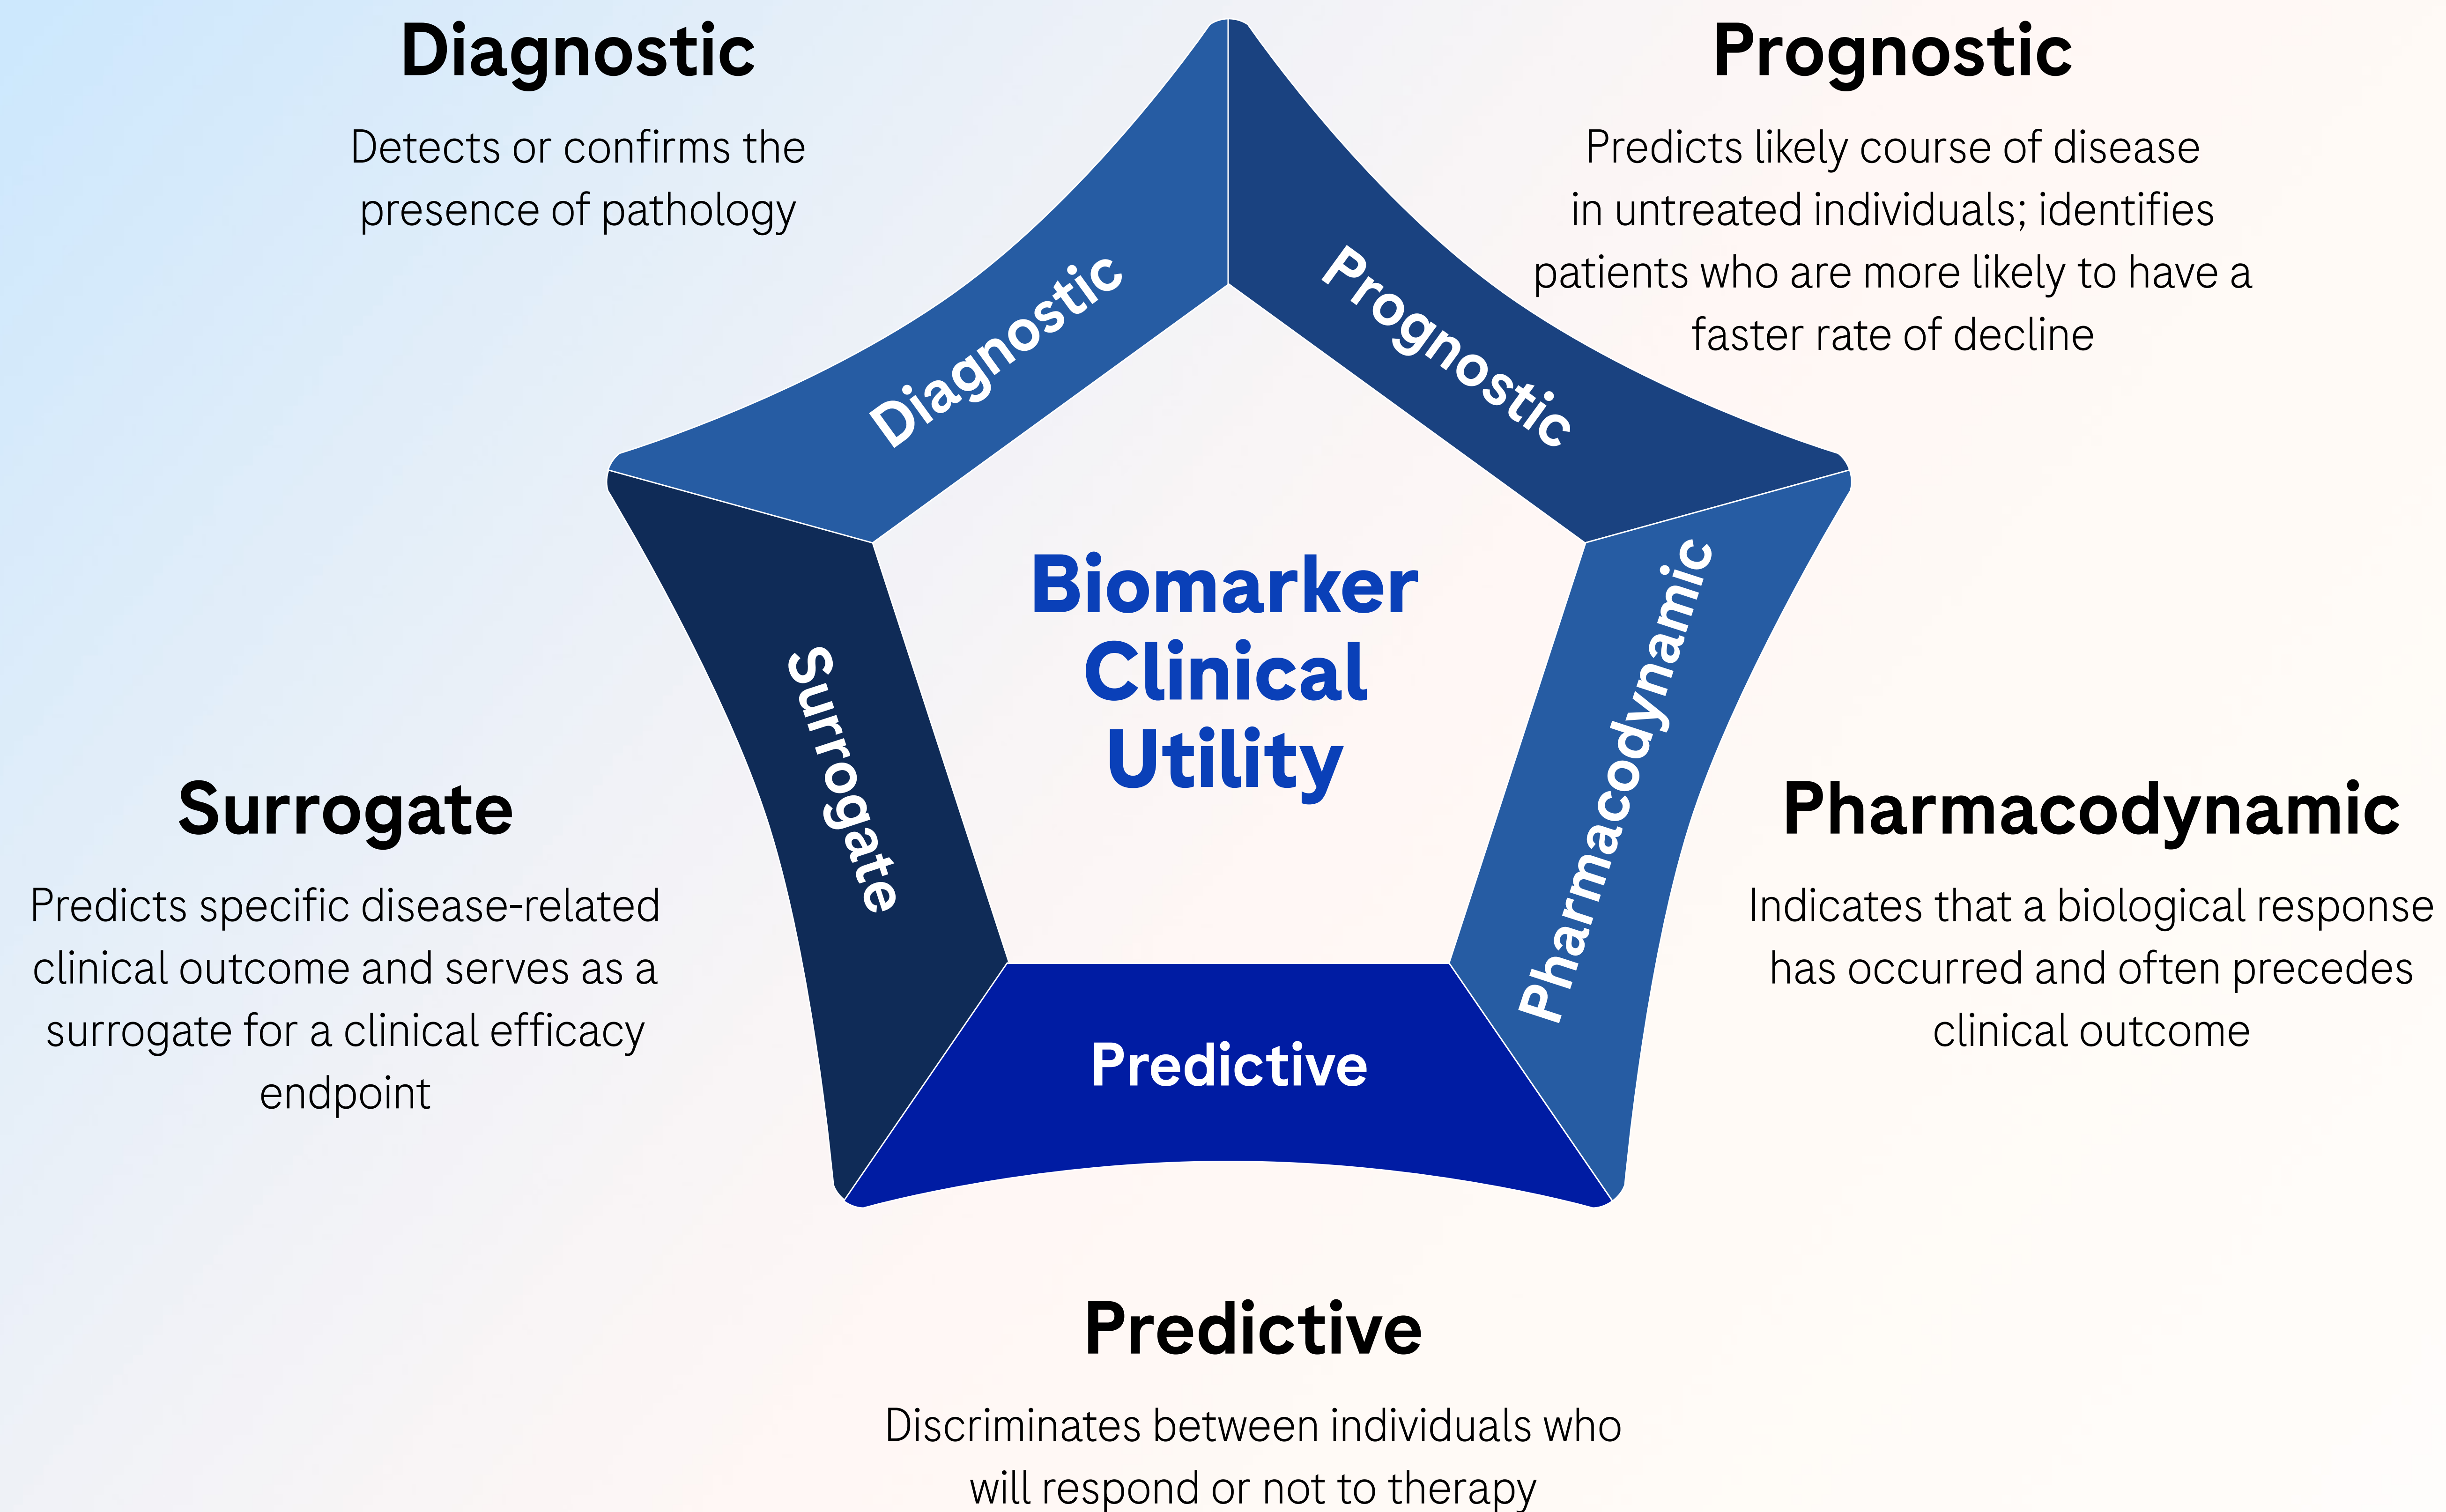 Diagnostic
Detects or confirms the
presence of pathology
Prognostic
Predicts likely course of disease
in untreated individuals; identifies
patients who are more likely to have a
faster rate of decline
Diagnostic
Prognostic
Biomarker
Clinical
Utility
Surrogate
Pharmacodynamic
Predictive
Surrogate
Predicts specific disease-related
clinical outcome and serves as a
surrogate for a clinical efficacy
endpoint
Pharmacodynamic
Indicates that a biological response
has occurred and often precedes
clinical outcome
Predictive
Discriminates between individuals who
will respond or not to therapy